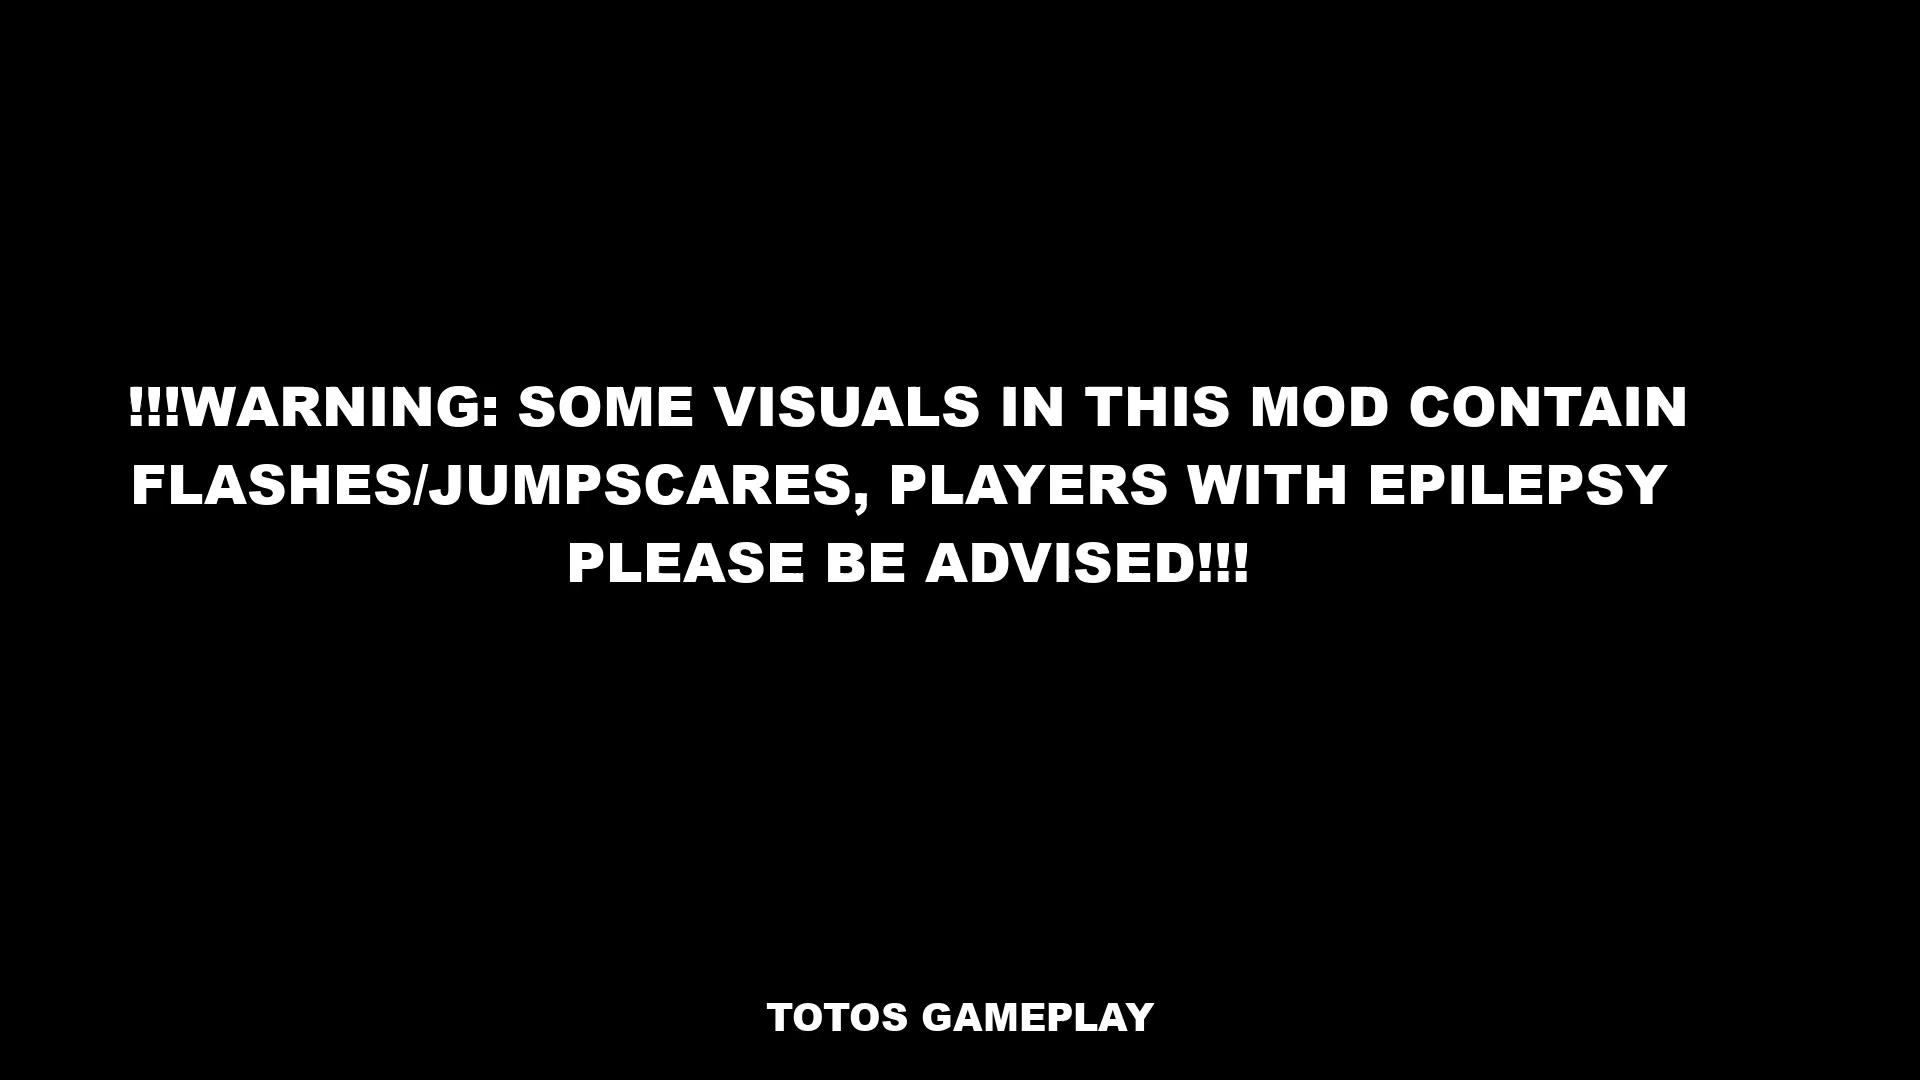 !!!WARNING: SOME VISUALS IN THIS MOD CONTAIN
FLASHES/JUMPSCARES, PLAYERS WITH EPILEPSY
PLEASE BE ADVISED!!!
TOTOS GAMEPLAY